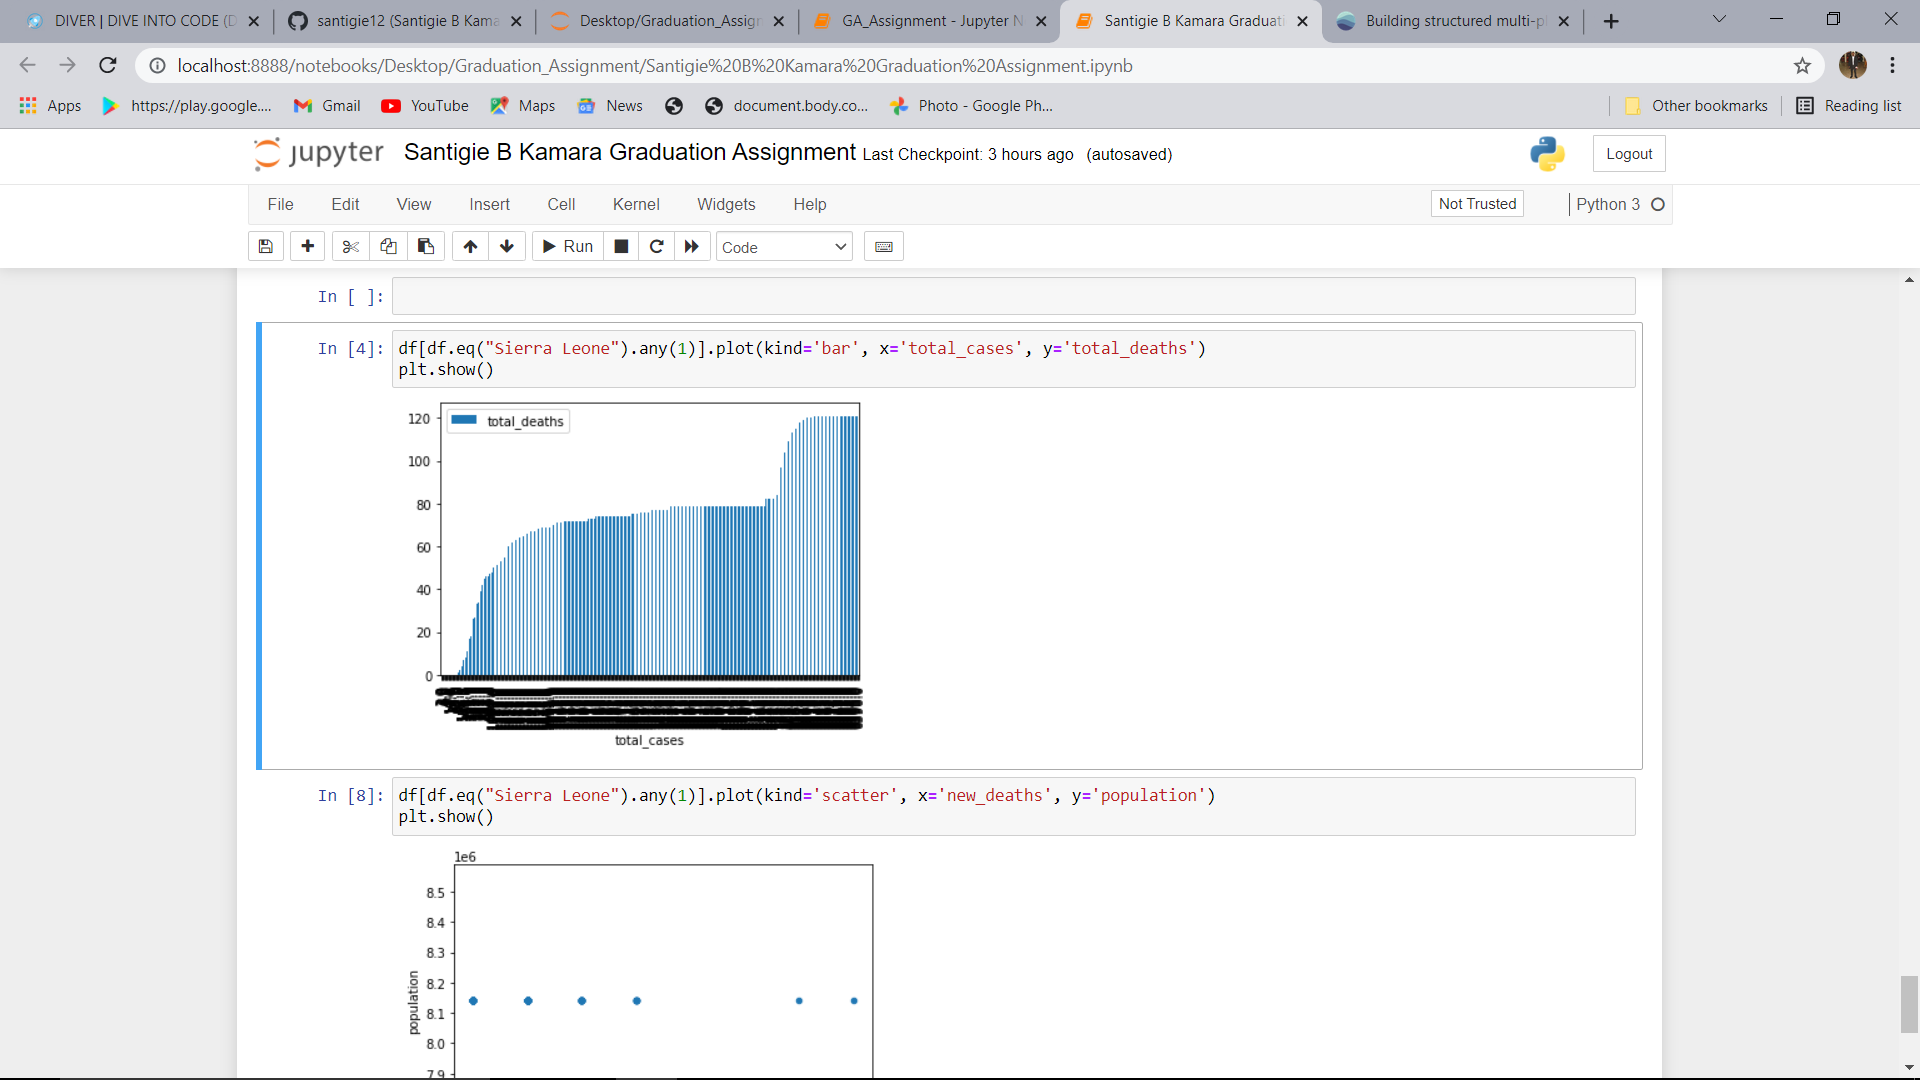 DIVER | DIVE INTO CODE (D
santigie12 (Santigie B Kama
Desktop/Graduation_Assign
GA_Assignment - Jupyter N
Santigie B Kamara Graduati
Building structured multi-pl
localhost:8888/notebooks/Desktop/Graduation_Assignment/Santigie%20B%20Kamara%20Graduation%20Assignment.ipynb
Apps
https://play.google....
Gmail
YouTube
Maps
News
document.body.co...
Photo - Google Ph...
Other bookmarks
Reading list
jupyter
Santigie B Kamara Graduation Assignment
Last Checkpoint: 3 hours ago
(autosaved)
Logout
File
Edit
View
Insert
Cell
Kernel
Widgets
Help
Not Trusted
Python 3
Run
Code
In [ ]:
In [4]:
df[df.eq("Sierra Leone").any(1)].plot(kind='bar', x='total_cases', y='total_deaths')
plt.show()
total_deaths
120
100
80
60
40
20
0
total_cases
In [8]:
df[df.eq("Sierra Leone").any(1)].plot(kind='scatter', x='new_deaths', y='population')
plt.show()
1e6
8.5
8.4
8.3
8.2
8.1
8.0
7.9
population